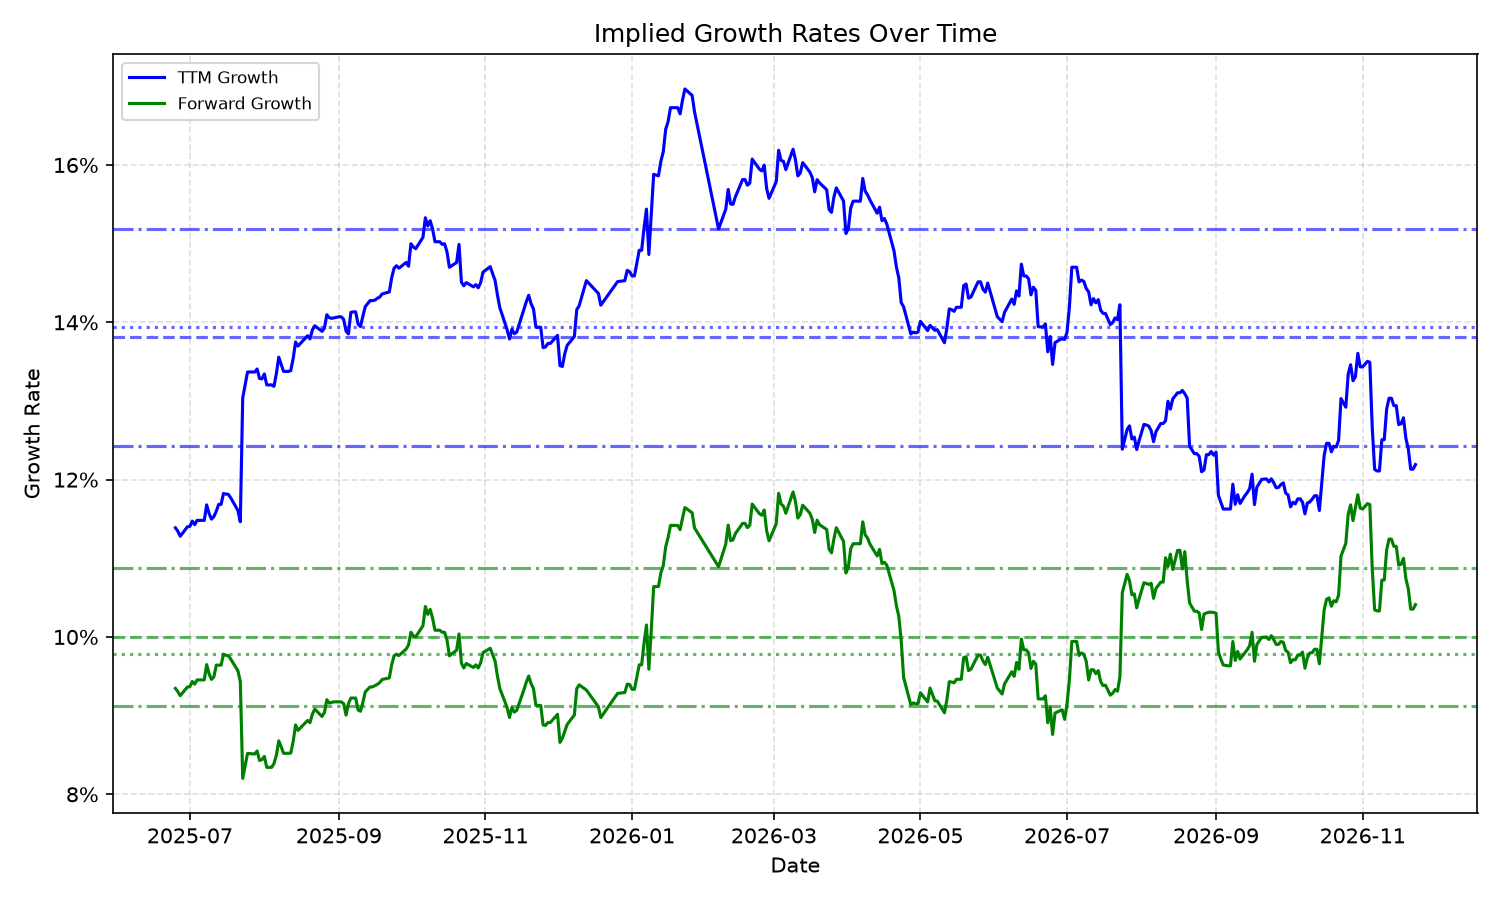 Implied Growth Rates Over Time
TTM Growth
Forward Growth
Growth Rate
16%
14%
12%
10%
8%
2025-07
2025-09
2025-11
2026-01
2026-03
2026-05
2026-07
2026-09
2026-11
Date